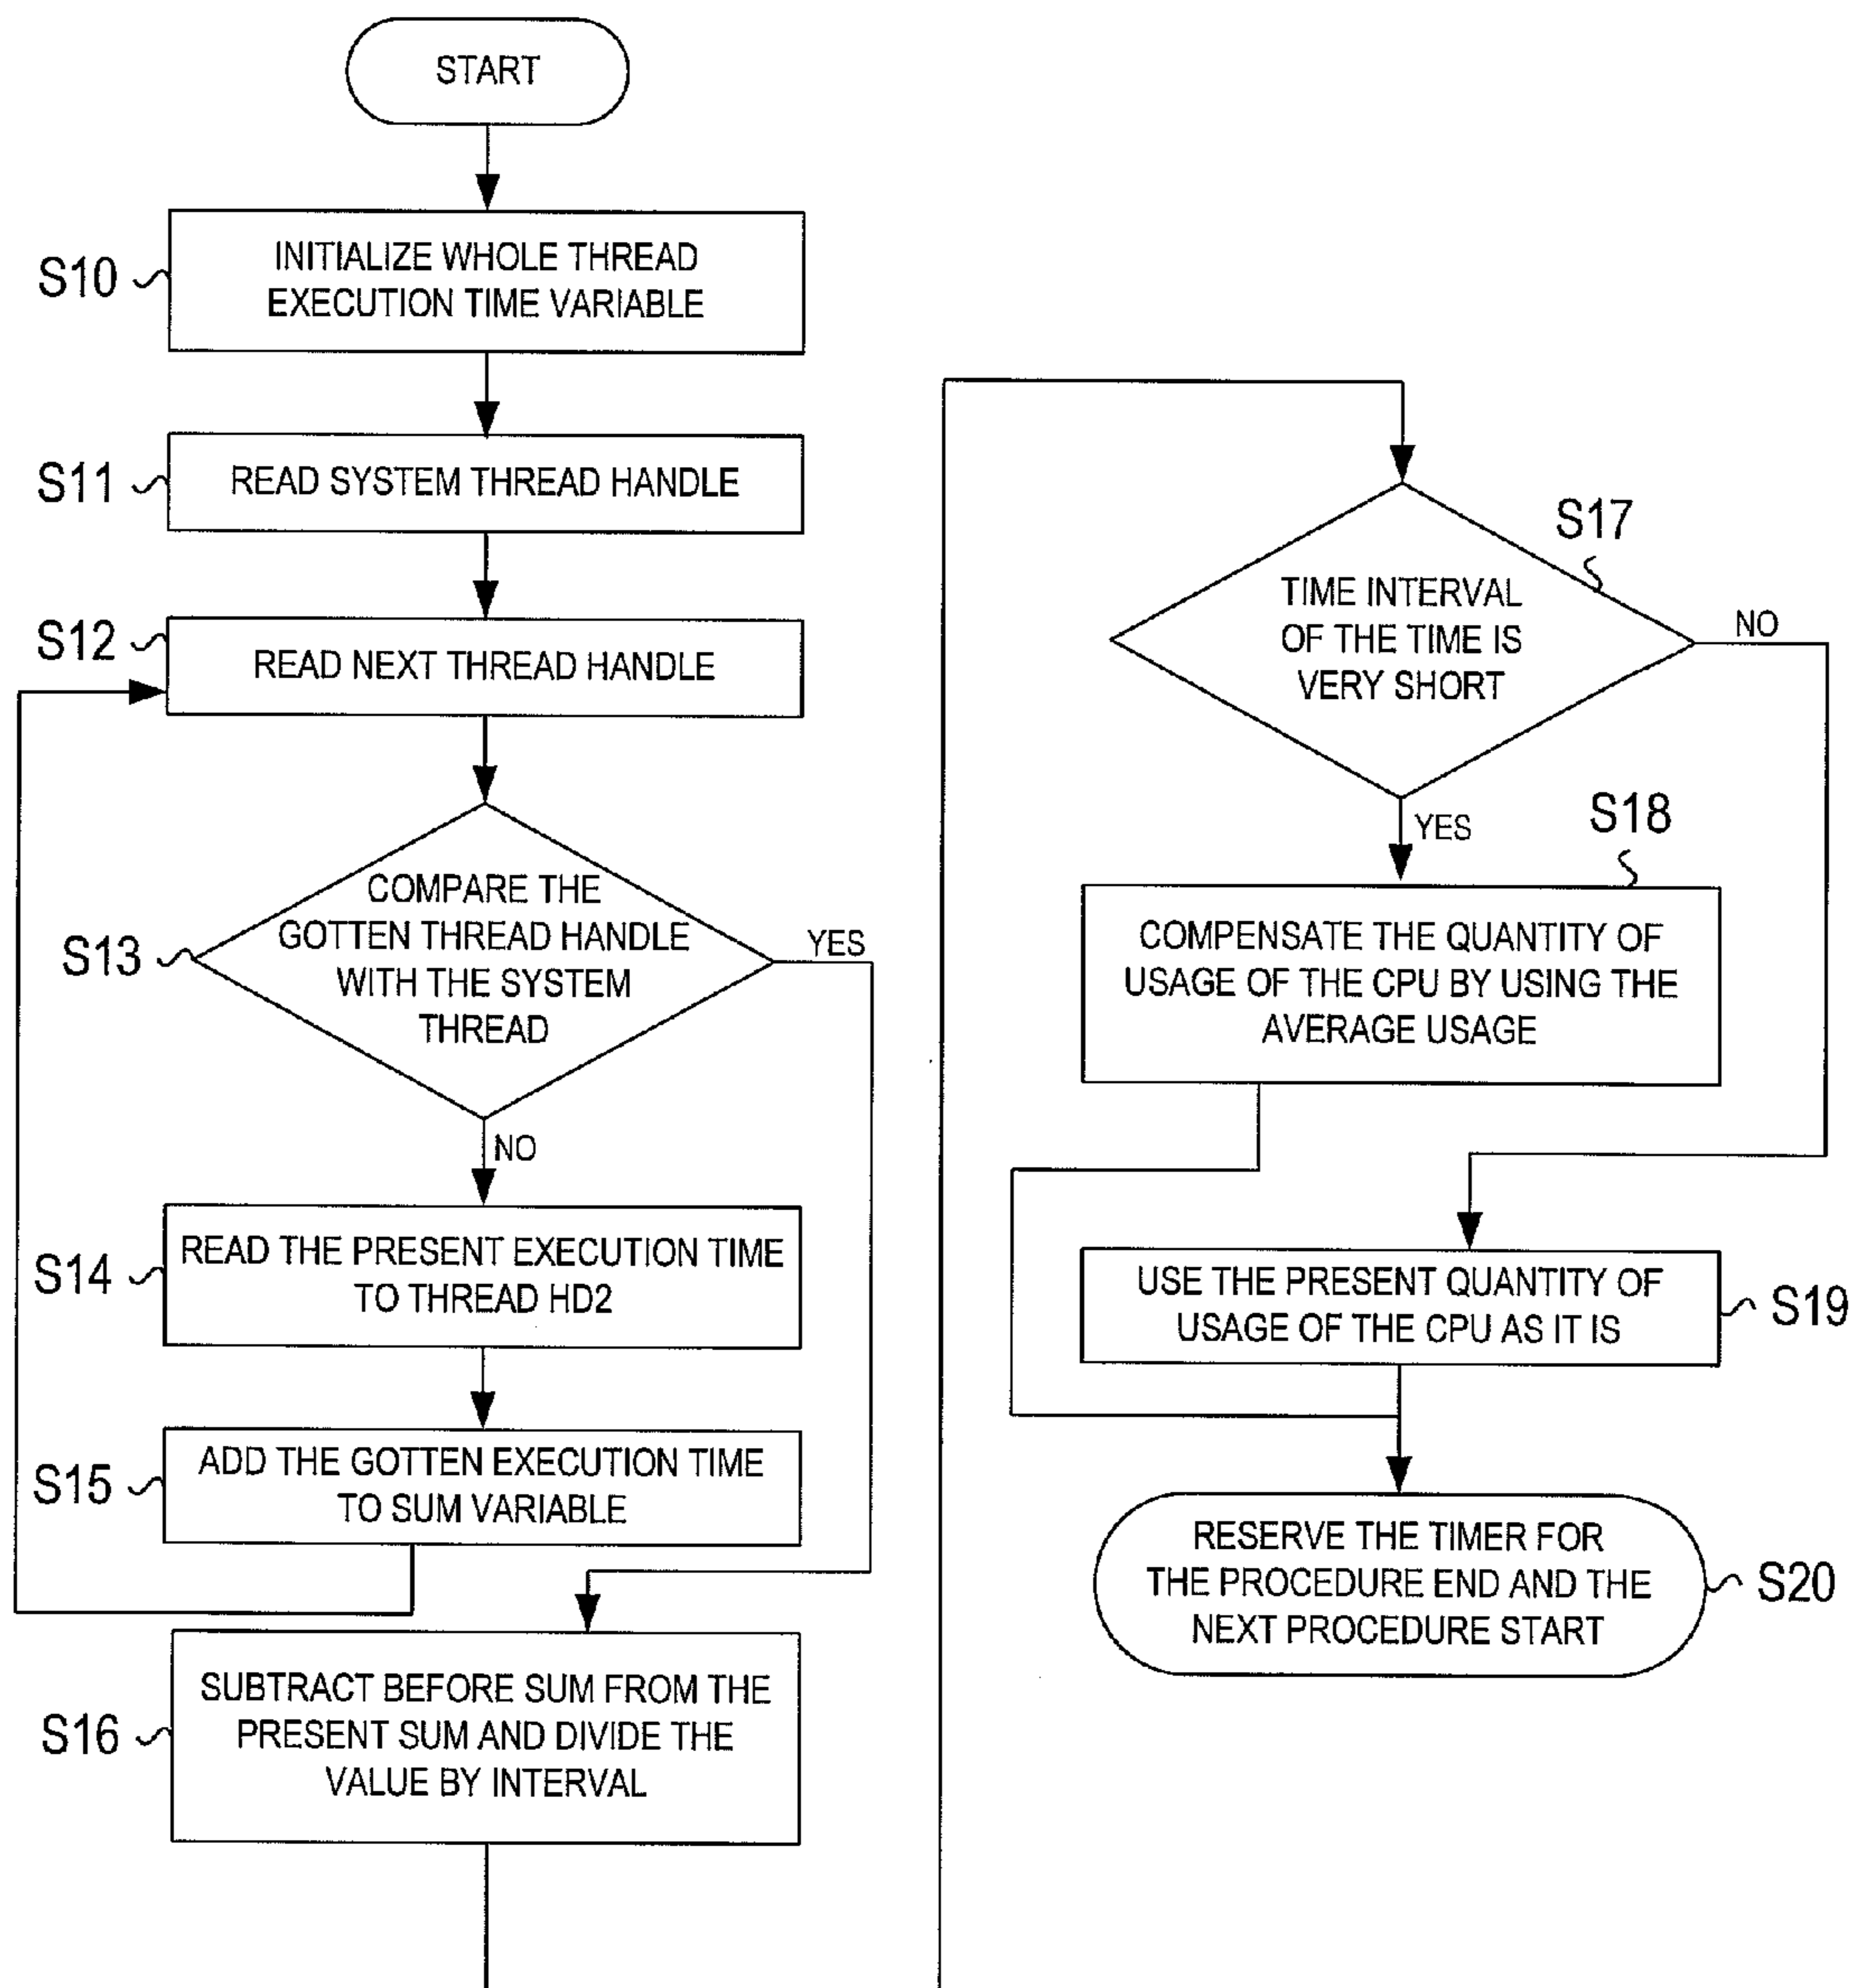 START
S10
INITIALIZE WHOLE THREAD
EXECUTION TIME VARIABLE
S11
READ SYSTEM THREAD HANDLE
S12
READ NEXT THREAD HANDLE
S13
COMPARE THE
GOTTEN THREAD HANDLE
WITH THE SYSTEM
THREAD
YES
NO
S14
READ THE PRESENT EXECUTION TIME
TO THREAD HD2
S15
ADD THE GOTTEN EXECUTION TIME
TO SUM VARIABLE
S16
SUBTRACT BEFORE SUM FROM THE
PRESENT SUM AND DIVIDE THE
VALUE BY INTERVAL
S17
TIME INTERVAL
OF THE TIME IS
VERY SHORT
NO
YES
S18
COMPENSATE THE QUANTITY OF
USAGE OF THE CPU BY USING THE
AVERAGE USAGE
USE THE PRESENT QUANTITY OF
USAGE OF THE CPU AS IT IS
S19
RESERVE THE TIMER FOR
THE PROCEDURE END AND THE
NEXT PROCEDURE START
S20